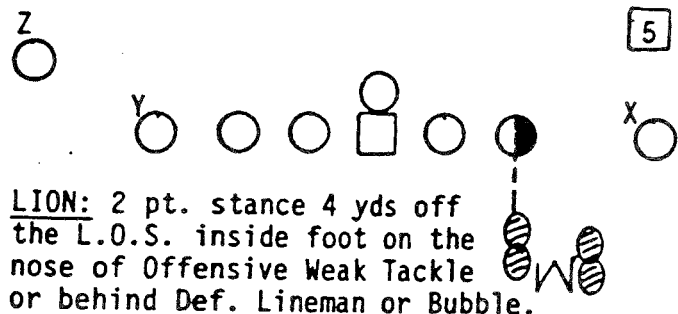 Z
5
Y
X
LION: 2 pt. stance 4 yds off
the L.O.S. inside foot on the
nose of Offensive Weak Tackle
or behind Def. Lineman or Bubble.
W